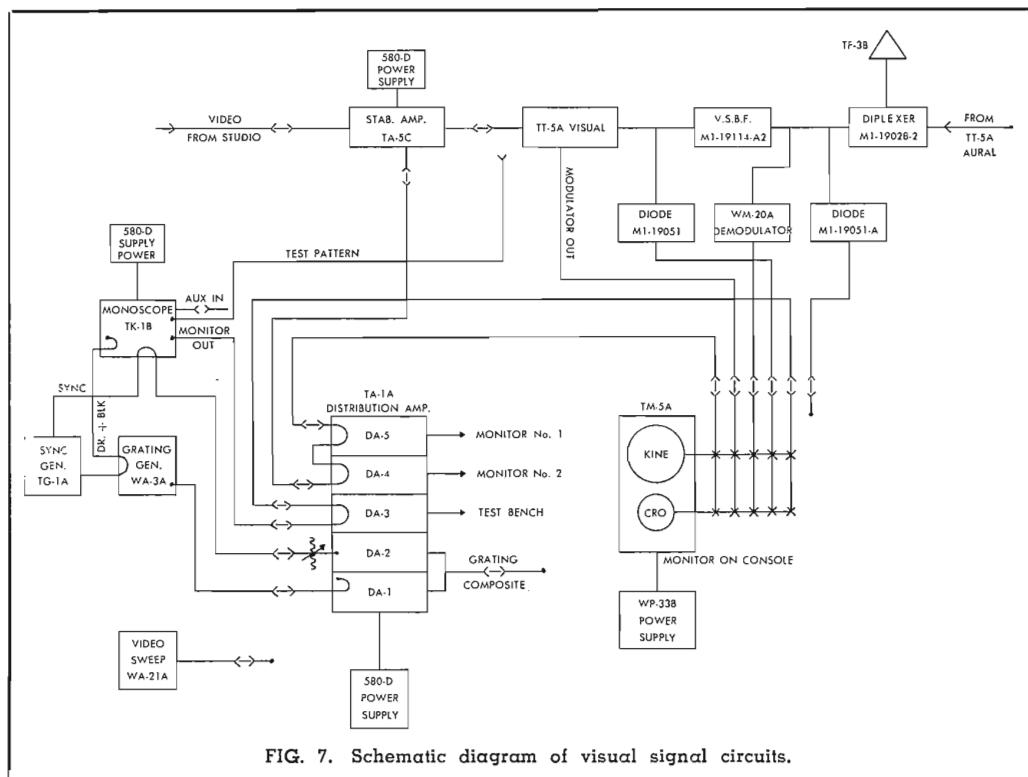 TF-3B
580-D
POWER
SUPPLY
VIDEO
FROM STUDIO
STAB. AMP.
TA-5C
TT-5A VISUAL
V.S.B.F.
M1-19114-A2
DIPLEXER
M1-19028-2
FROM
TT-5A
AURAL
MODULATOR OUT
DIODE
M1-19051
WM-20A
DEMODULATOR
DIODE
M1-19051-A
580-D
SUPPLY
POWER
TEST PATTERN
AUX IN
MONOSCOPE
TK-1B
MONITOR
OUT
SYNC
DR. + BLK
TA-1A
DISTRIBUTION AMP.
TM-5A
SYNC
GEN.
TG-1A
GRATING
GEN.
WA-3A
DA-5
MONITOR No. 1
DA-4
MONITOR No. 2
DA-3
TEST BENCH
DA-2
DA-1
GRATING
COMPOSITE
KINE
CRO
MONITOR ON CONSOLE
WP-33B
POWER
SUPPLY
VIDEO
SWEEP
WA-21A
580-D
POWER
SUPPLY
FIG. 7. Schematic diagram of visual signal circuits.